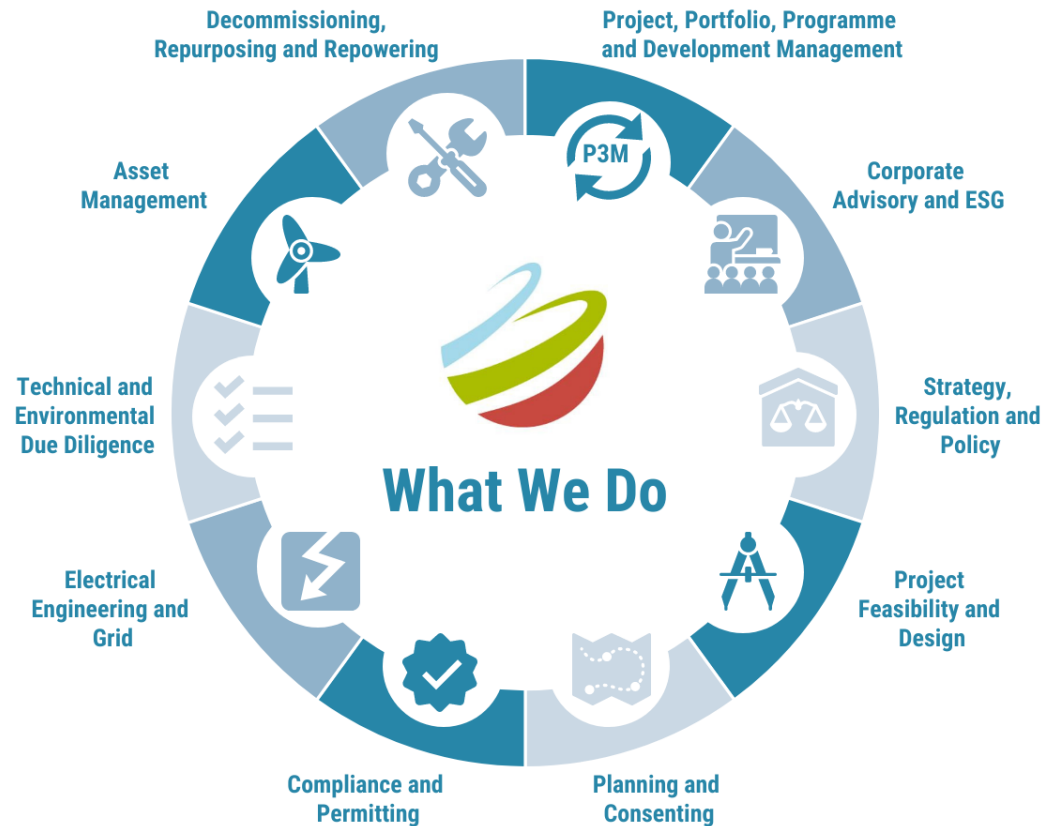 Decommissioning,
Repurposing and Repowering
Project, Portfolio, Programme
and Development Management
P3M
Asset
Management
Corporate
Advisory and ESG
Technical and
Environmental
Due Diligence
Strategy,
Regulation and
Policy
What We Do
Electrical
Engineering and
Grid
Project
Feasibility and
Design
Compliance and
Permitting
Planning and
Consenting